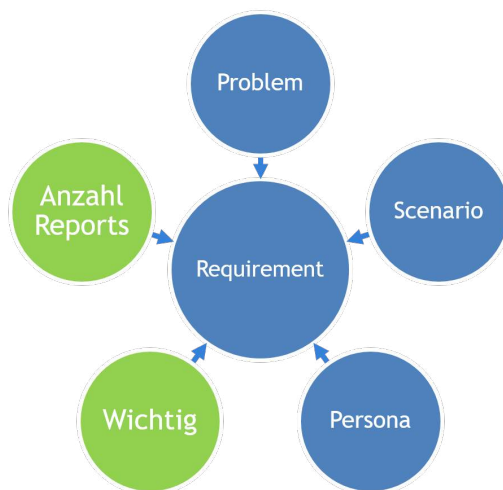 Problem
Anzahl
Reports
Scenario
Requirement
Wichtig
Persona